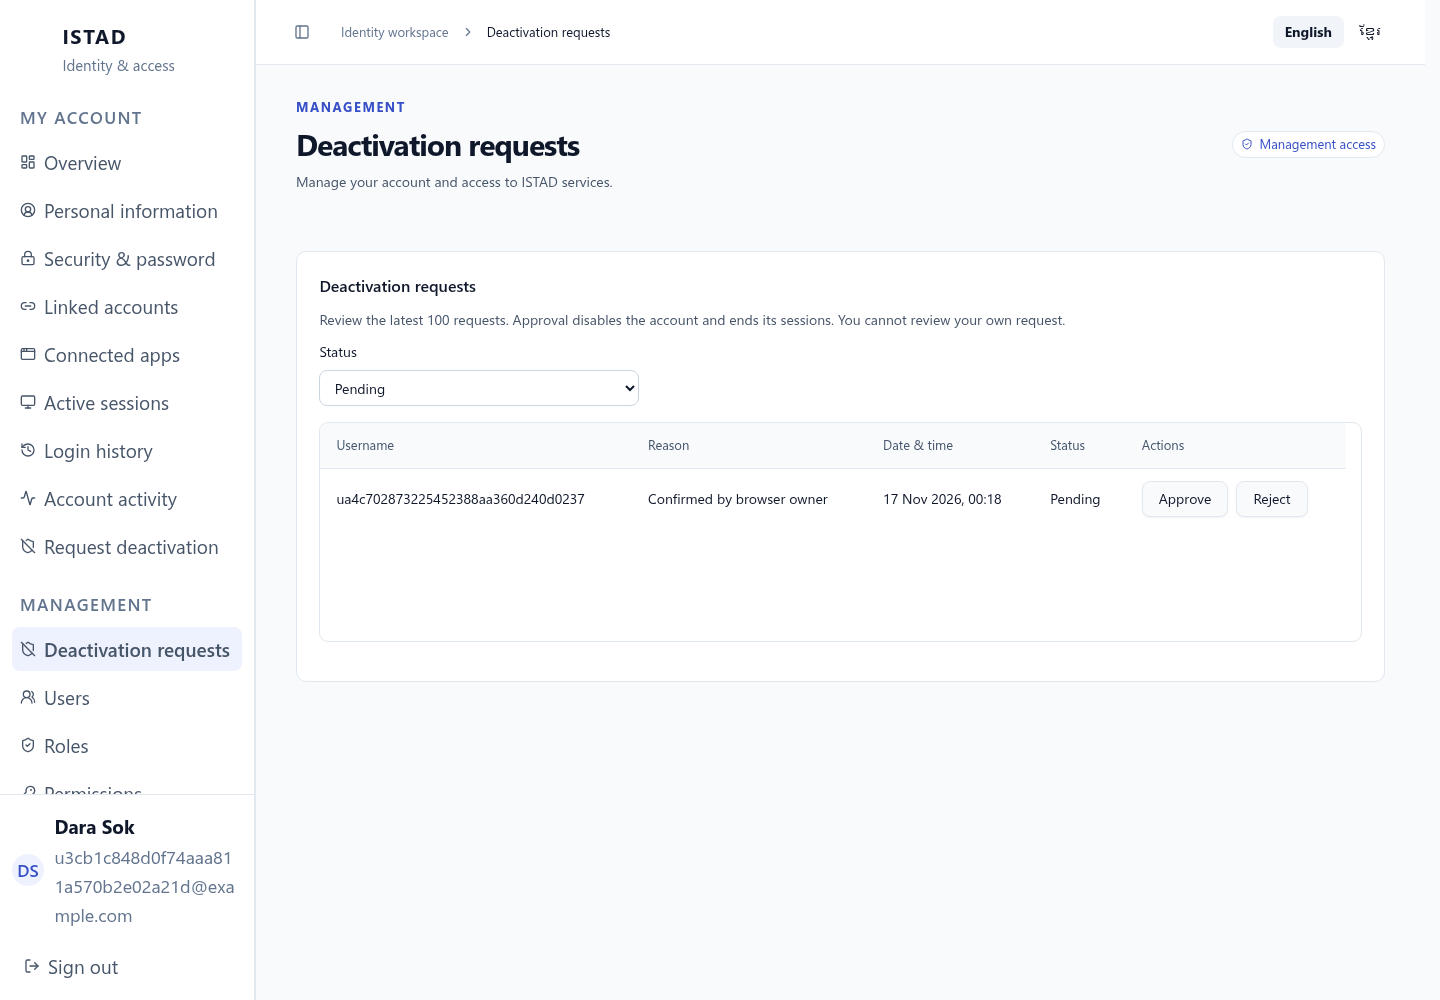 ISTAD
Identity & access
MY ACCOUNT
Overview
Personal information
Security & password
Linked accounts
Connected apps
Active sessions
Login history
Account activity
Request deactivation
MANAGEMENT
Deactivation requests
Users
Roles
Permissions
Dara Sok
u3cb1c848d0f74aaa81
1a570b2e02a21d@exa
mple.com
DS
Sign out
Identity workspace
Deactivation requests
English
ខ្មែរ
MANAGEMENT
Deactivation requests
Management access
Manage your account and access to ISTAD services.
Deactivation requests
Review the latest 100 requests. Approval disables the account and ends its sessions. You cannot review your own request.
Status
Pending
Username Reason Date & time Status Actions
ua4c702873225452388aa360d240d0237 Confirmed by browser owner 17 Nov 2026, 00:18 Pending Approve Reject